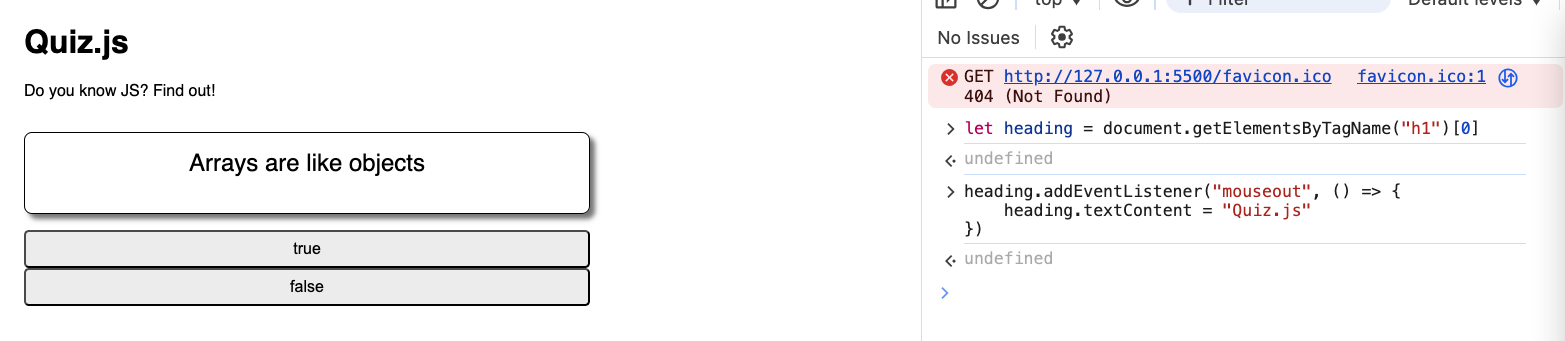 Quiz.js
Do you know JS? Find out!
Arrays are like objects
true
false
top
Filter
Default levels
No Issues
GET http://127.0.0.1:5500/favicon.ico favicon.ico:1
404 (Not Found)
let heading = document.getElementsByTagName("h1")[0]
undefined
heading.addEventListener("mouseout", () => {
heading.textContent = "Quiz.js"
})
undefined